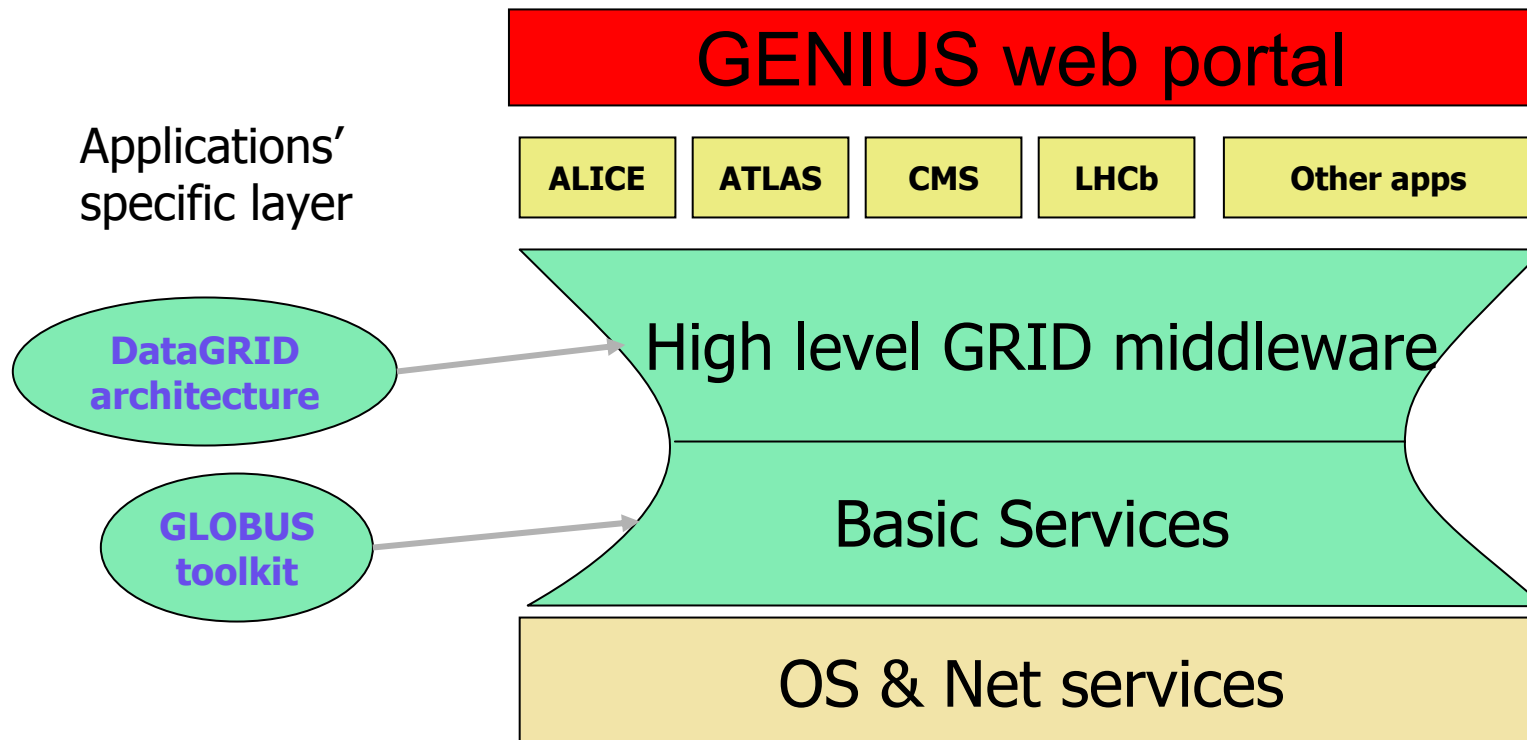 GENIUS web portal
Applications’
specific layer
ALICE
ATLAS
CMS
LHCb
Other apps
High level GRID middleware
DataGRID
architecture
Basic Services
GLOBUS
toolkit
OS & Net services